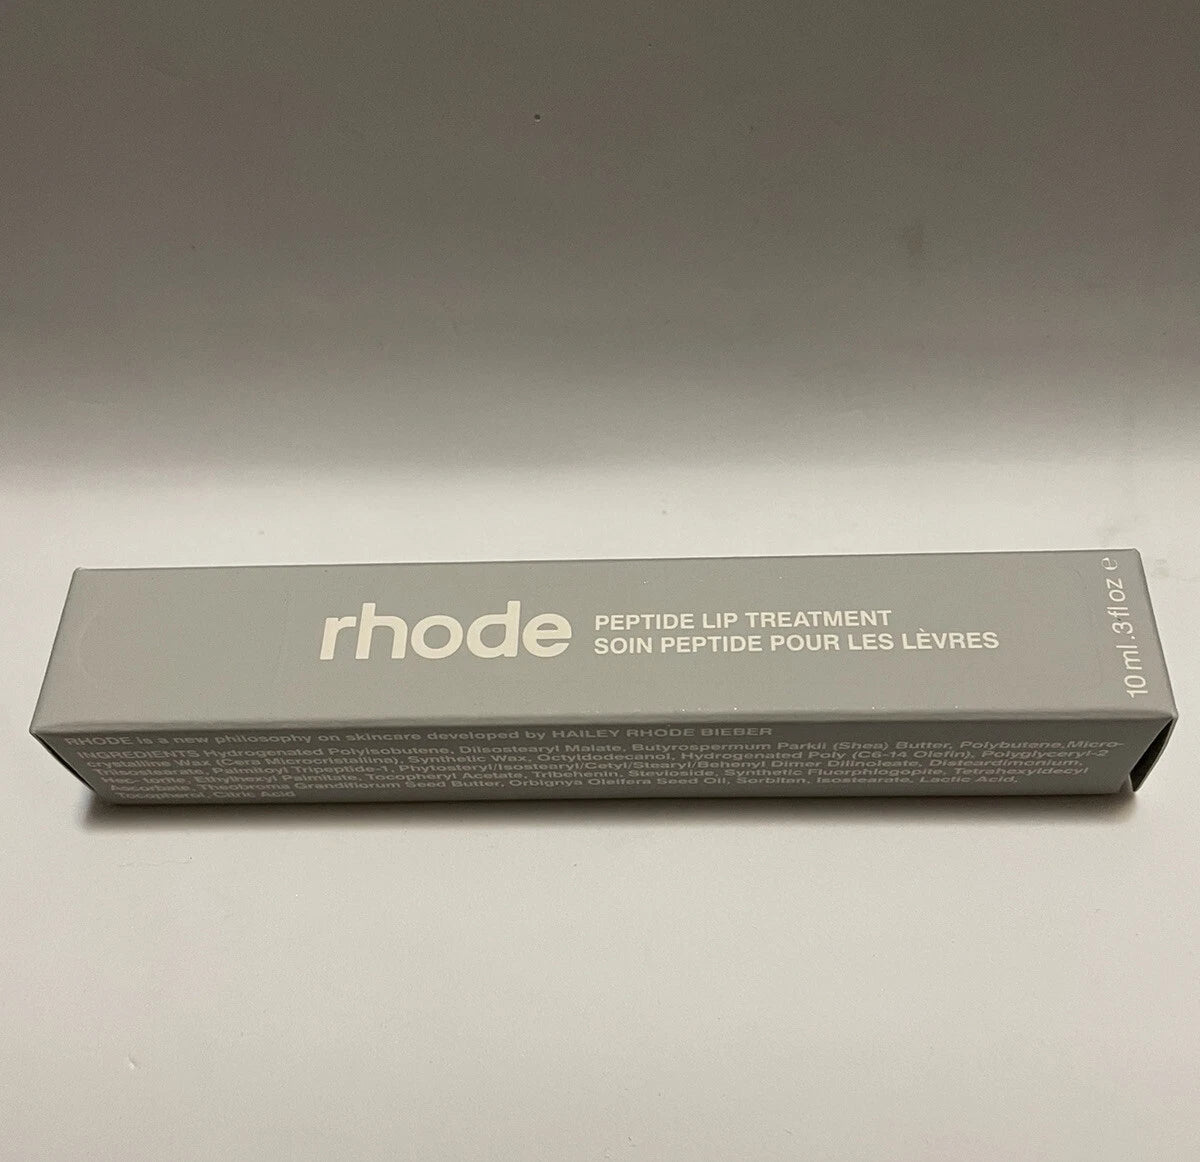 rhode
PEPTIDE LIP TREATMENT
SOIN PEPTIDE POUR LES LÈVRES
10 ml .3 fl oz ℮
RHODE is a new philosophy on skincare developed by HAILEY RHODE BIEBER
INGREDIENTS Hydrogenated Polyisobutene, Diisostearyl Malate, Butyrospermum Parkii (Shea) Butter, Polybutene, Micro-
crystalline Wax (Cera Microcristallina), Synthetic Wax, Octyldodecanol, Hydrogenated Poly (C6-14 Olefin), Polyglyceryl-2
Triisostearate, Palmitoyl Tripeptide-1, Phytosteryl/Isostearyl/Cetyl/Stearyl/Behenyl Dimer Dilinoleate, Disteardimonium
Hectorite, Ethylhexyl Palmitate, Tocopheryl Acetate, Tribehenin, Stevioside, Synthetic Fluorphlogopite, Tetrahexyldecyl
Ascorbate, Theobroma Grandiflorum Seed Butter, Orbignya Oleifera Seed Oil, Sorbitan, Isostearate, Lactic Acid,
Tocopherol, Citric Acid